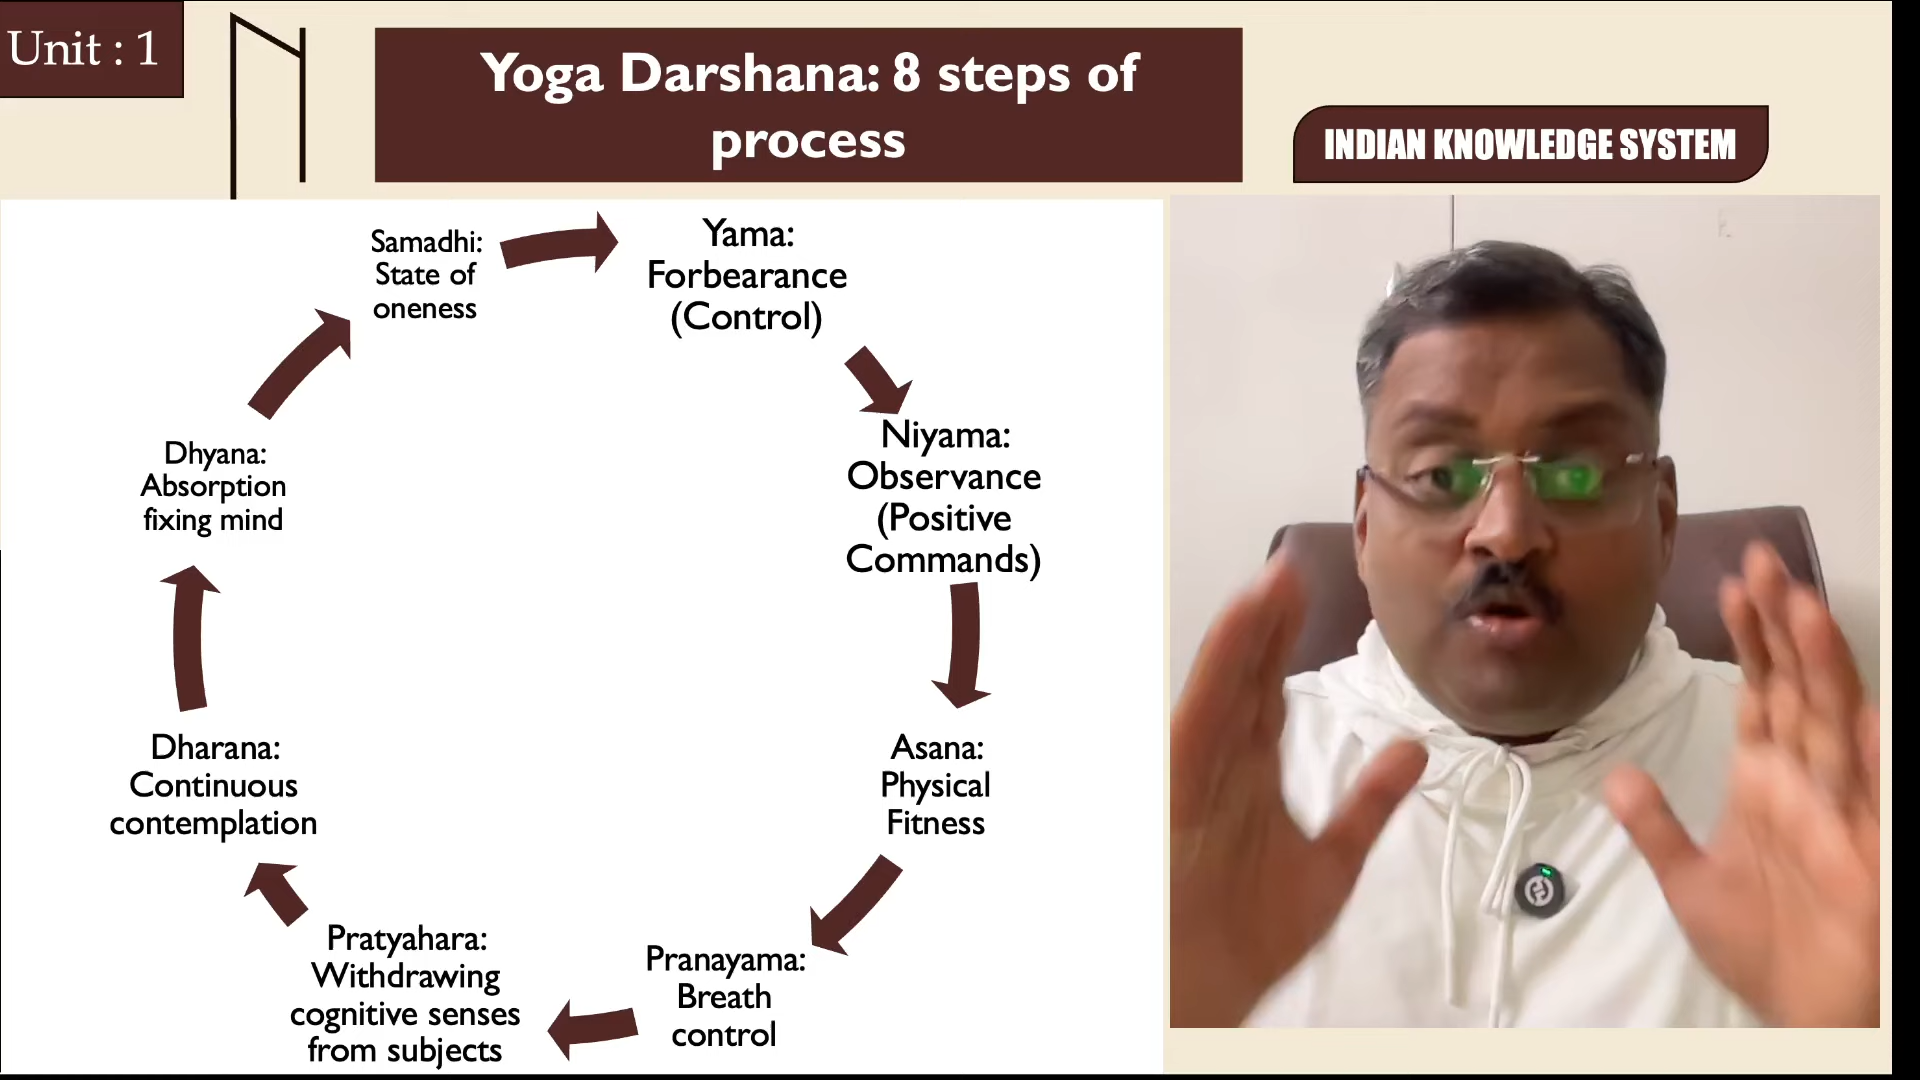 Unit : 1
Yoga Darshana: 8 steps of
process
INDIAN KNOWLEDGE SYSTEM
Yama:
Forbearance
(Control)
Niyama:
Observance
(Positive
Commands)
Asana:
Physical
Fitness
Pranayama:
Breath
control
Pratyahara:
Withdrawing
cognitive senses
from subjects
Dharana:
Continuous
contemplation
Dhyana:
Absorption
fixing mind
Samadhi:
State of
oneness